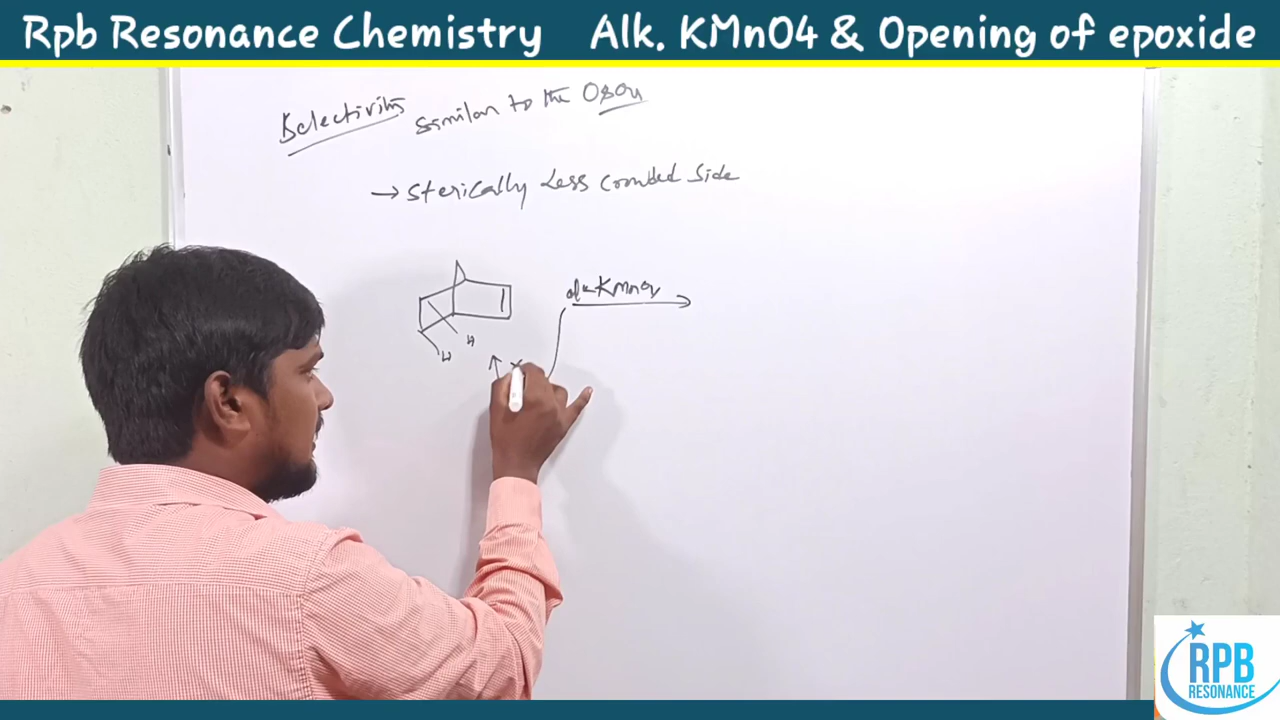 Rpb Resonance Chemistry Alk. KMnO4 & Opening of epoxide
Selectivity similar to the OsO4
→ sterically Less crowded side
alk KMnO4
H
H
RPB
RESONANCE